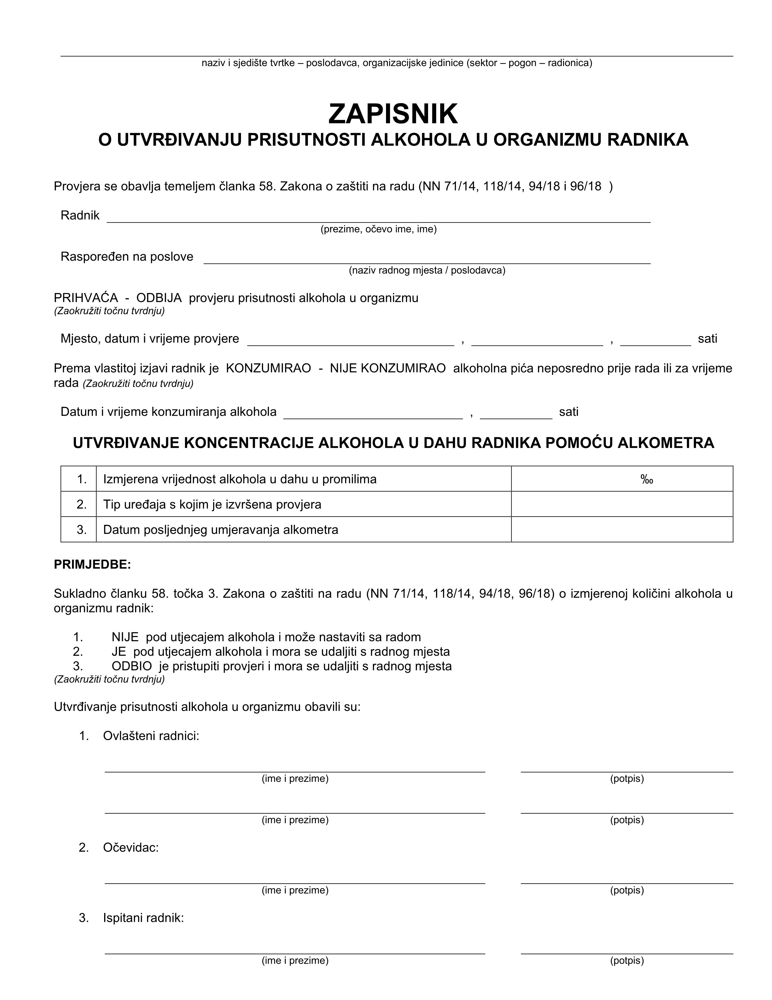 naziv i sjedište tvrtke – poslodavca, organizacijske jedinice (sektor – pogon – radionica)
ZAPISNIK
O UTVRĐIVANJU PRISUTNOSTI ALKOHOLA U ORGANIZMU RADNIKA
Provjera se obavlja temeljem članka 58. Zakona o zaštiti na radu (NN 71/14, 118/14, 94/18 i 96/18 )
Radnik
(prezime, očevo ime, ime)
Raspoređen na poslove
(naziv radnog mjesta / poslodavca)
PRIHVAĆA - ODBIJA provjeru prisutnosti alkohola u organizmu
(Zaokružiti točnu tvrdnju)
Mjesto, datum i vrijeme provjere , , sati
Prema vlastitoj izjavi radnik je KONZUMIRAO - NIJE KONZUMIRAO alkoholna pića neposredno prije rada ili za vrijeme
rada (Zaokružiti točnu tvrdnju)
Datum i vrijeme konzumiranja alkohola , sati
UTVRĐIVANJE KONCENTRACIJE ALKOHOLA U DAHU RADNIKA POMOĆU ALKOMETRA
1. Izmjerena vrijednost alkohola u dahu u promilima ‰
2. Tip uređaja s kojim je izvršena provjera
3. Datum posljednjeg umjeravanja alkometra
PRIMJEDBE:
Sukladno članku 58. točka 3. Zakona o zaštiti na radu (NN 71/14, 118/14, 94/18, 96/18) o izmjerenoj količini alkohola u
organizmu radnik:
1. NIJE pod utjecajem alkohola i može nastaviti sa radom
2. JE pod utjecajem alkohola i mora se udaljiti s radnog mjesta
3. ODBIO je pristupiti provjeri i mora se udaljiti s radnog mjesta
(Zaokružiti točnu tvrdnju)
Utvrđivanje prisutnosti alkohola u organizmu obavili su:
1. Ovlašteni radnici:
(ime i prezime) (potpis)
(ime i prezime) (potpis)
2. Očevidac:
(ime i prezime) (potpis)
3. Ispitani radnik:
(ime i prezime) (potpis)